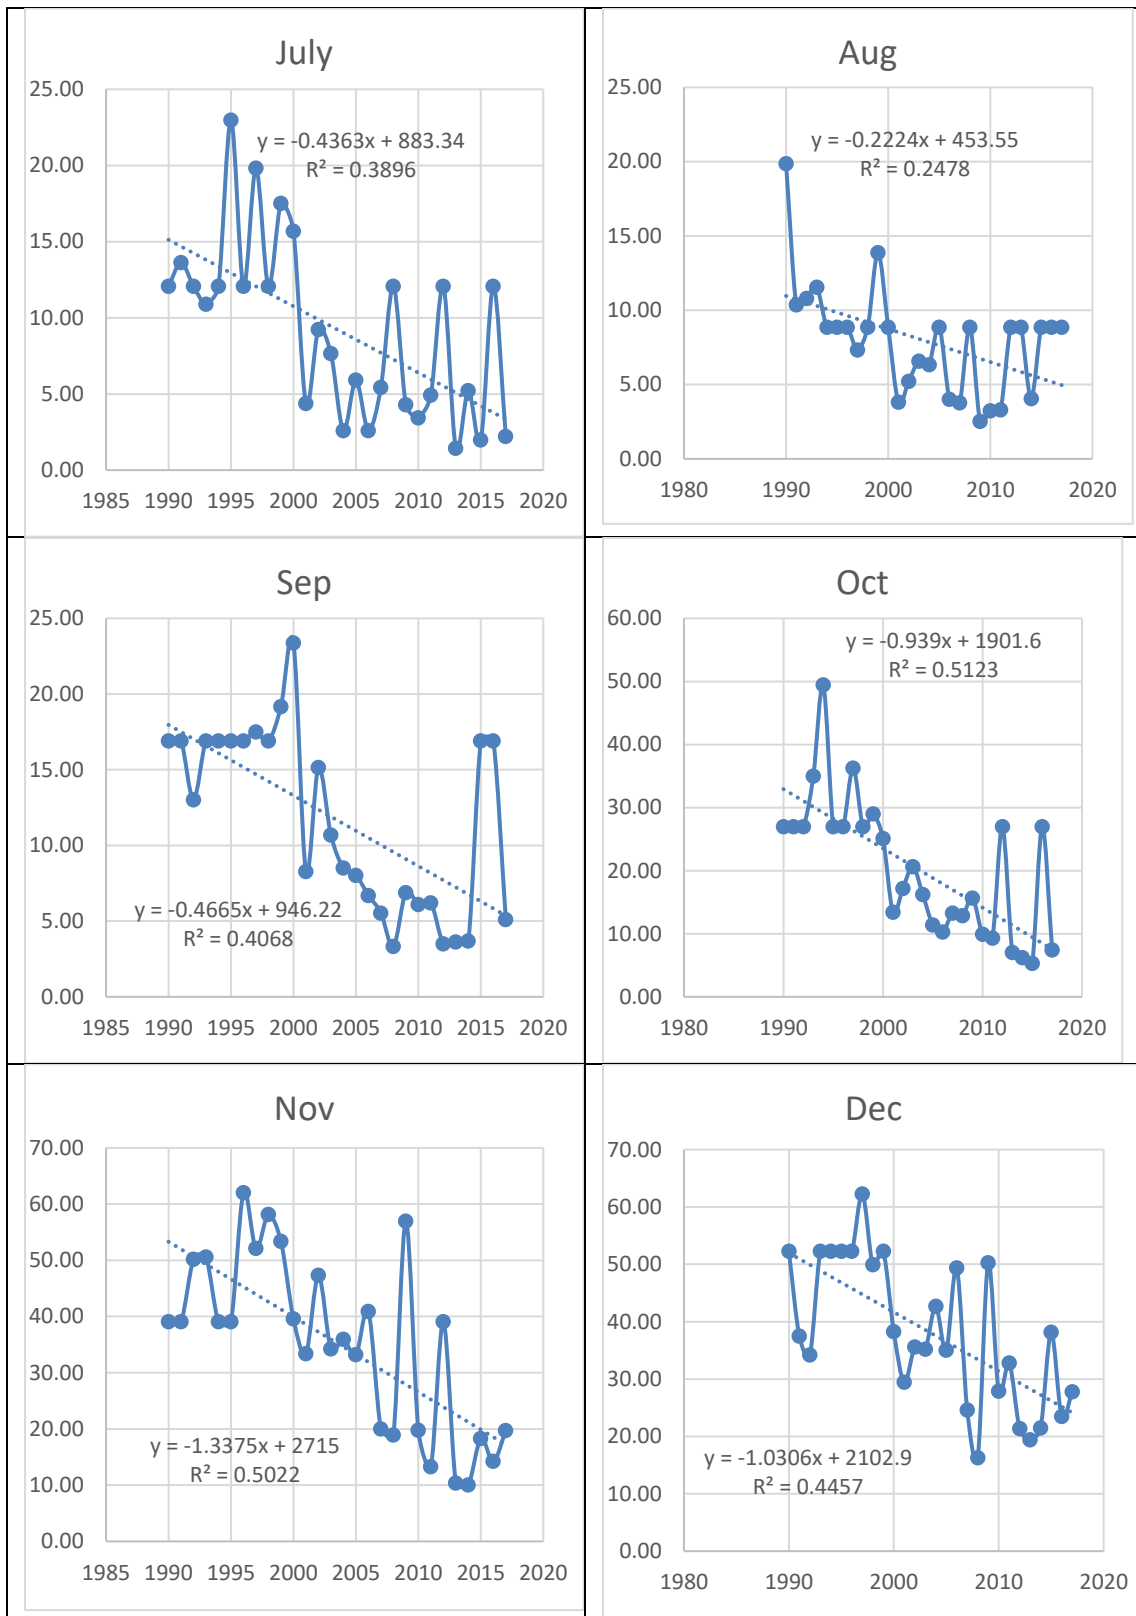 July
25.00
20.00
15.00
10.00
5.00
0.00
y = -0.4363x + 883.34
R² = 0.3896
1985 1990 1995 2000 2005 2010 2015 2020
Aug
25.00
20.00
15.00
10.00
5.00
0.00
y = -0.2224x + 453.55
R² = 0.2478
1980 1990 2000 2010 2020
Sep
25.00
20.00
15.00
10.00
5.00
0.00
y = -0.4665x + 946.22
R² = 0.4068
1985 1990 1995 2000 2005 2010 2015 2020
Oct
60.00
50.00
40.00
30.00
20.00
10.00
0.00
y = -0.939x + 1901.6
R² = 0.5123
1980 1990 2000 2010 2020
Nov
70.00
60.00
50.00
40.00
30.00
20.00
10.00
0.00
y = -1.3375x + 2715
R² = 0.5022
1985 1990 1995 2000 2005 2010 2015 2020
Dec
70.00
60.00
50.00
40.00
30.00
20.00
10.00
0.00
y = -1.0306x + 2102.9
R² = 0.4457
1980 1990 2000 2010 2020